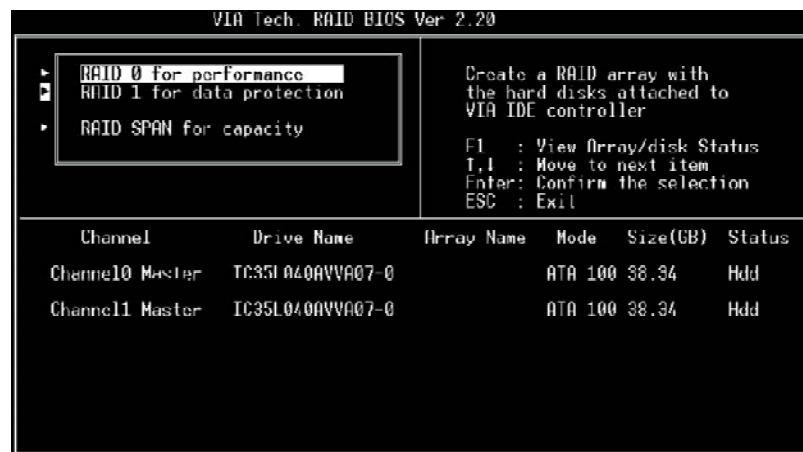 VIA Tech. RAID BIOS Ver 2.20
RAID 0 for performance
RAID 1 for data protection
RAID SPAN for capacity
Create a RAID array with
the hard disks attached to
VIA IDE controller
F1 : View Array/disk Status
↑,↓ : Move to next item
Enter: Confirm the selection
ESC : Exit
Channel Drive Name Array Name Mode Size(GB) Status
Channel0 Master IC35L040AVVA07-0 ATA 100 38.34 Hdd
Channel1 Master IC35L040AVVA07-0 ATA 100 38.34 Hdd